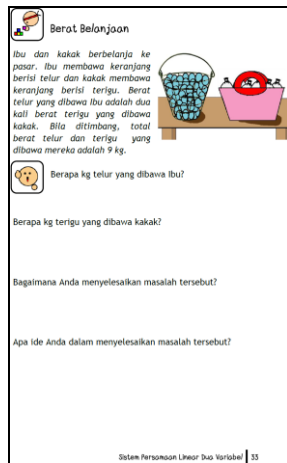 Berat Belanjaan
Ibu dan kakak berbelanja ke
pasar. Ibu membawa keranjang
berisi telur dan kakak membawa
keranjang berisi terigu. Berat
telur yang dibawa Ibu adalah dua
kali berat terigu yang dibawa
kakak. Bila ditimbang, total
berat telur dan terigu yang
dibawa mereka adalah 9 kg.
Berapa kg telur yang dibawa Ibu?
Berapa kg terigu yang dibawa kakak?
Bagaimana Anda menyelesaikan masalah tersebut?
Apa ide Anda dalam menyelesaikan masalah tersebut?
Sistem Persamaan Linear Dua Variabel 33